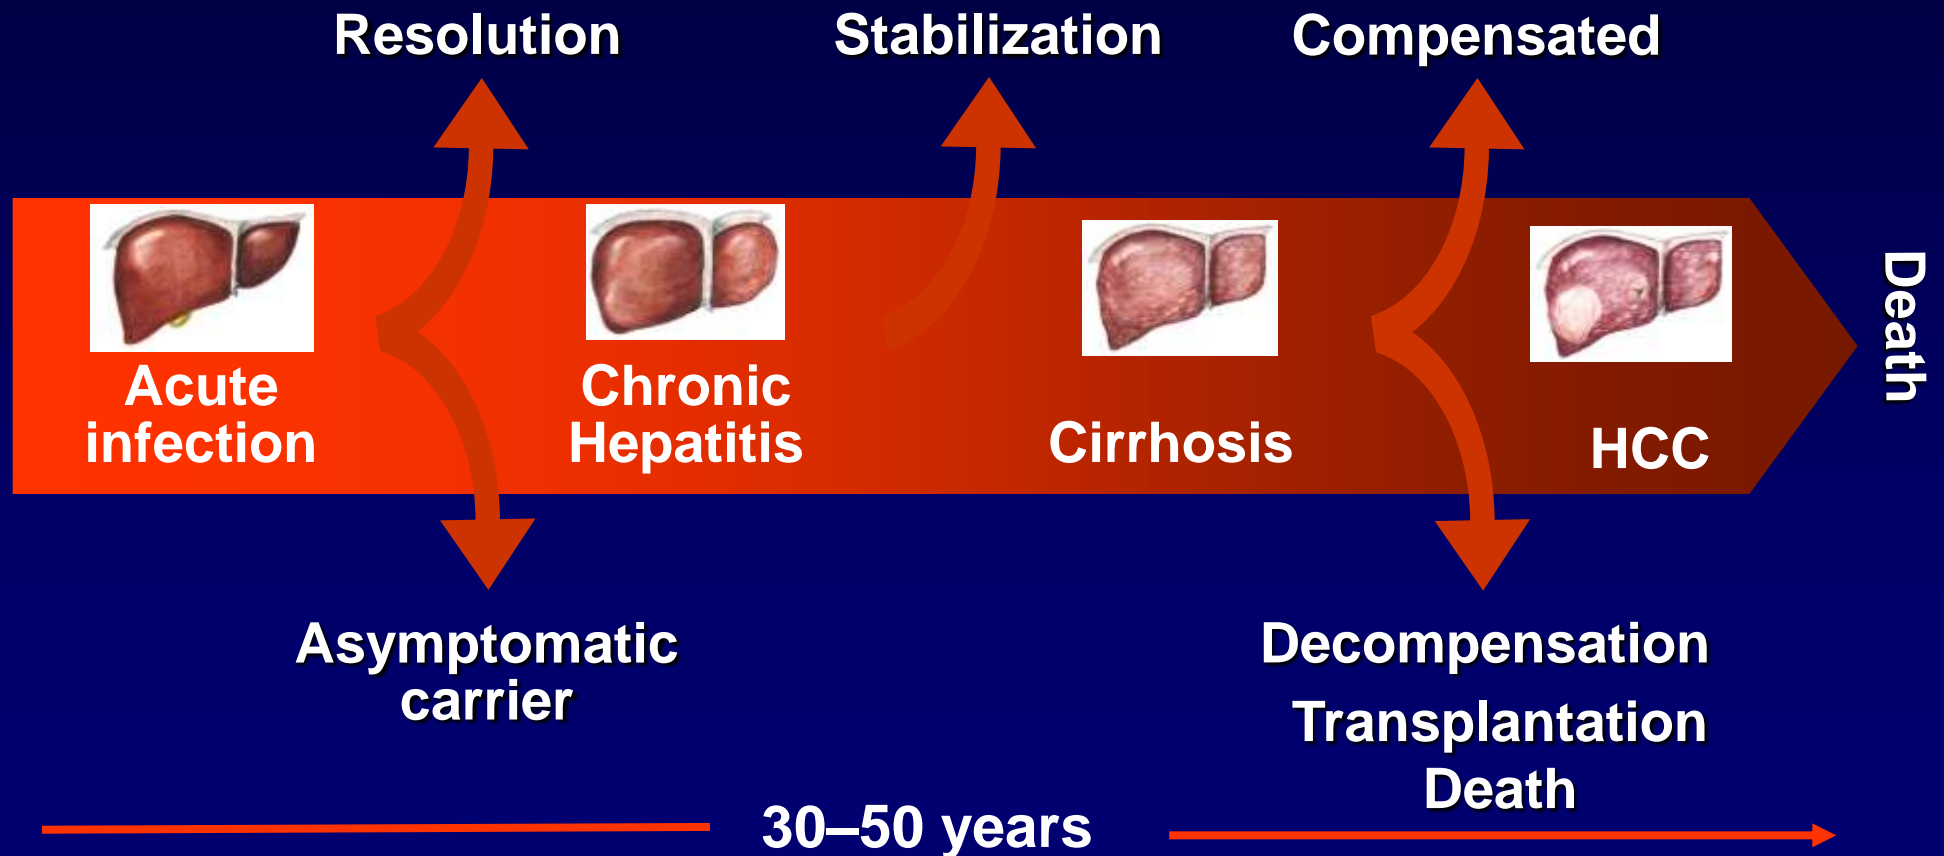 Resolution
Stabilization
Compensated
Acute
infection
Chronic
Hepatitis
Cirrhosis
HCC
Death
Asymptomatic
carrier
Decompensation
Transplantation
Death
30–50 years